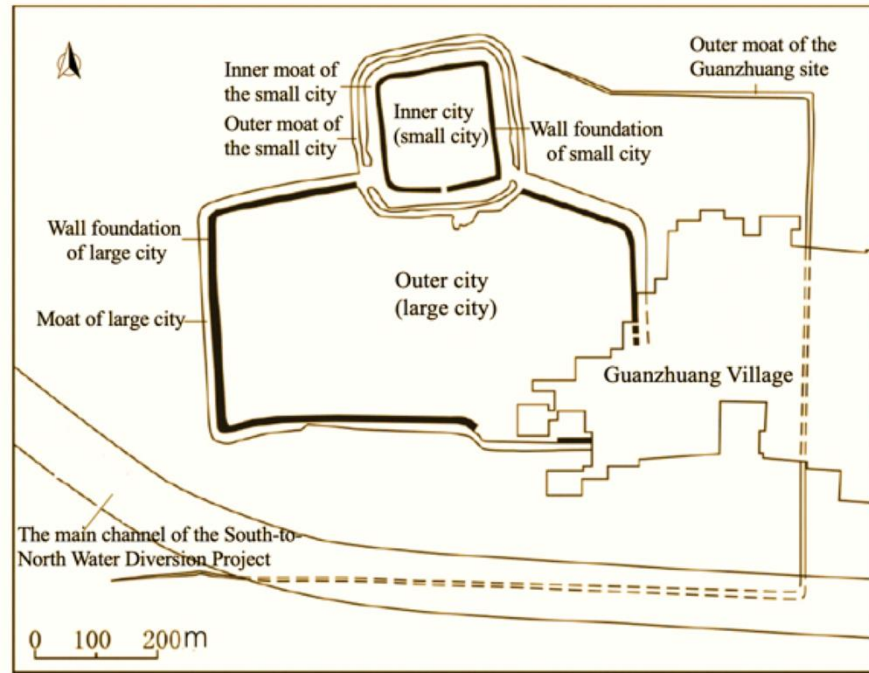 Outer moat of the
Guanzhuang site
Inner moat of
the small city
Outer moat of
the small city
Inner city
(small city)
Wall foundation
of small city
Wall foundation
of large city
Moat of large city
Outer city
(large city)
Guanzhuang Village
The main channel of the South-to-
North Water Diversion Project
0 100 200m